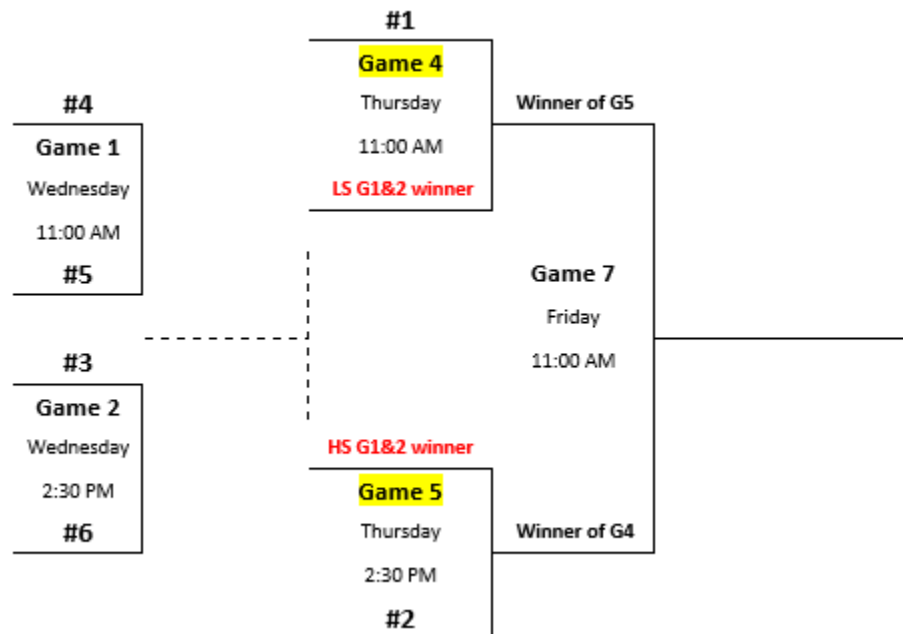 #4
Game 1
Wednesday
11:00 AM
#5
#3
Game 2
Wednesday
2:30 PM
#6
#1
Game 4
Thursday
11:00 AM
LS G1&2 winner
HS G1&2 winner
Game 5
Thursday
2:30 PM
#2
Winner of G5
Game 7
Friday
11:00 AM
Winner of G4